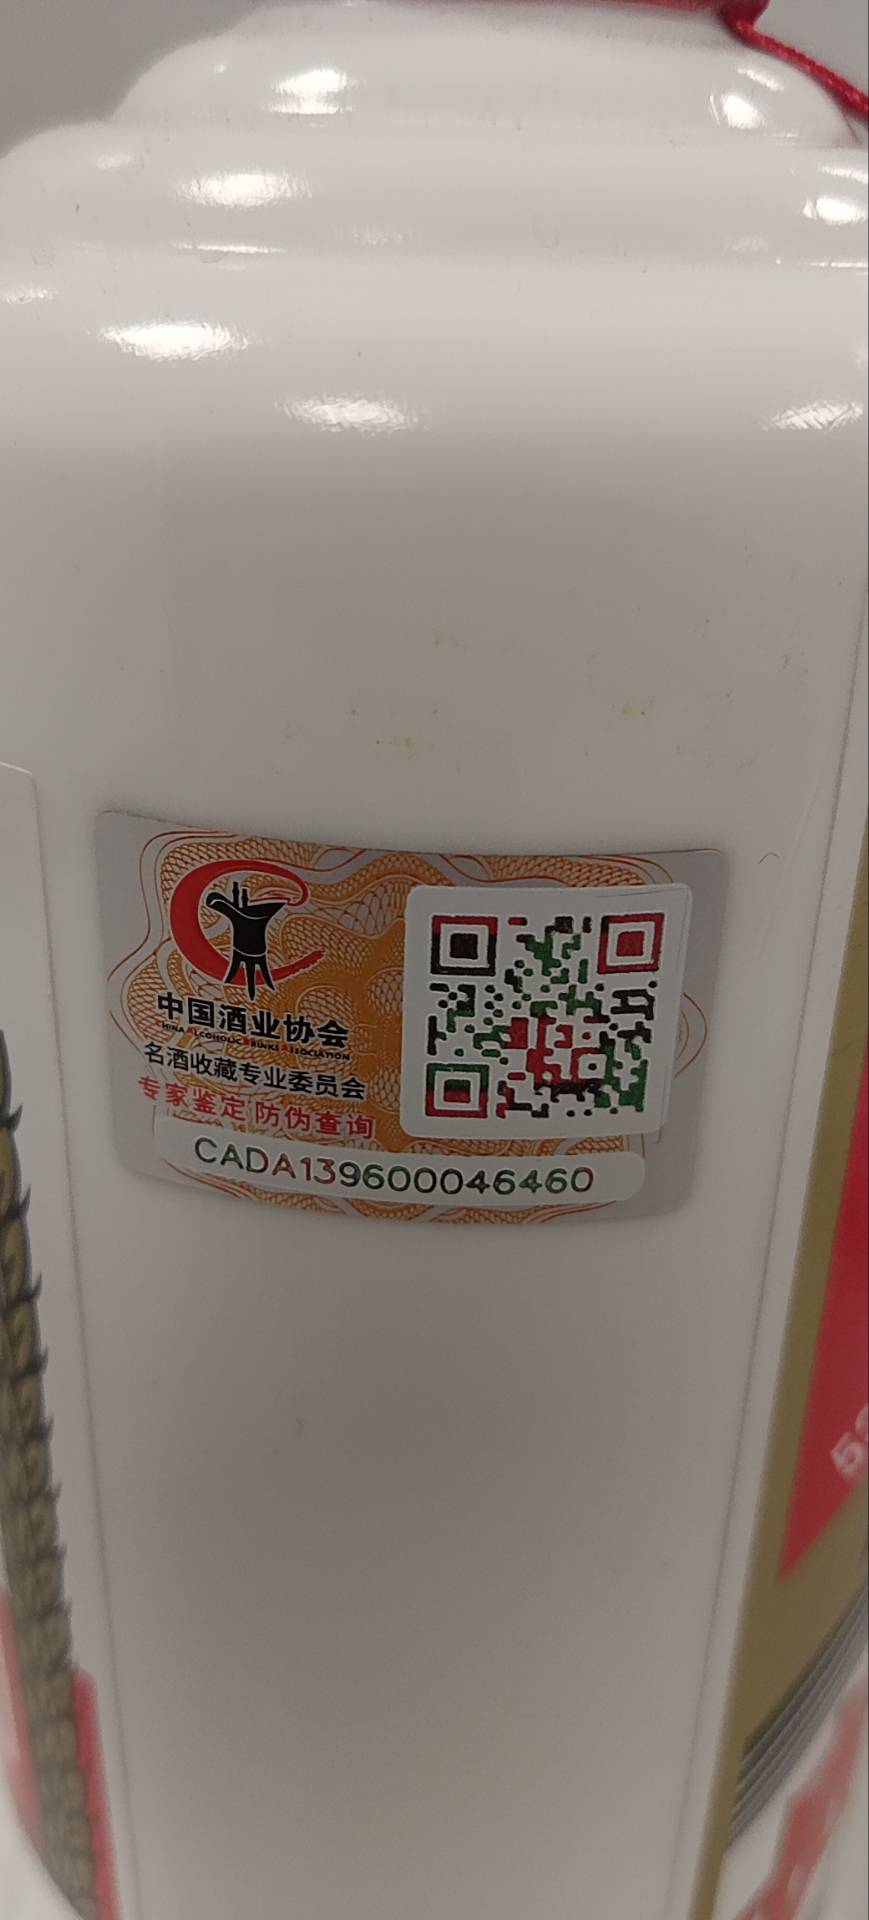 中国酒业协会
CHINA ALCOHOLIC DRINKS ASSOCIATION
名酒收藏专业委员会
专家鉴定 防伪查询
CADA139600046460